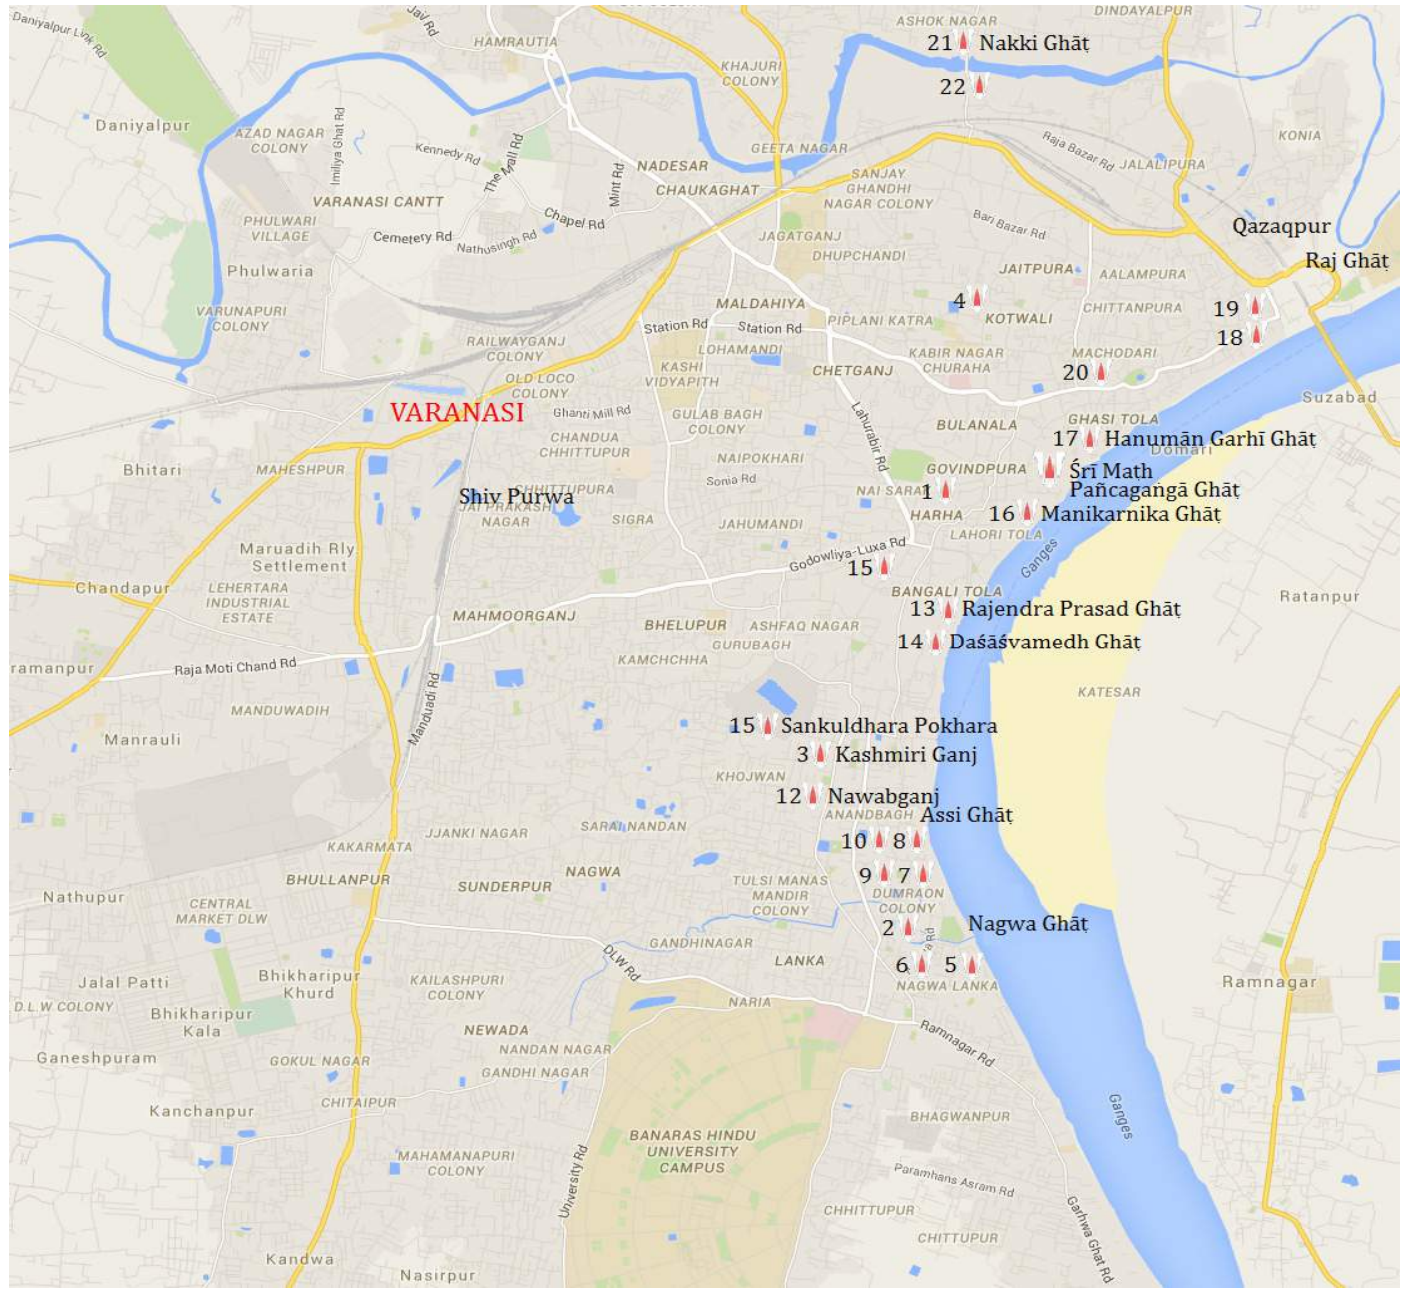 DINDAYALPUR
Daniyalpur Link Rd
Jail Rd
ASHOK NAGAR
HAMRAUTIA
21 Nakki Ghāṭ
KHAJURI
COLONY
22
Daniyalpur
AZAD NAGAR
COLONY
Imiliya Ghat Rd
Kennedy Rd
The Mall Rd
GEETA NAGAR
Raja Bazar Rd
KONIA
JALALIPURA
NADESAR
Mint Rd
CHAUKAGHAT
SANJAY
GHANDHI
NAGAR COLONY
VARANASI CANTT
PHULWARI
VILLAGE
Chapel Rd
Cemetery Rd
Nathusingh Rd
Bari Bazar Rd
Qazaqpur
JAGATGANJ
DHUPCHANDI
Raj Ghāṭ
Phulwaria
JAITPURA
AALAMPURA
VARUNAPURI
COLONY
MALDAHIYA
4
KOTWALI
CHITTANPURA
19
Station Rd
Station Rd
PIPLANI KATRA
18
RAILWAYGANJ
COLONY
LOHAMANDI
KABIR NAGAR
CHURAHA
MACHODARI
OLD LOCO
COLONY
KASHI
VIDYAPITH
CHETGANJ
20
Suzabad
VARANASI
Ghanti Mill Rd
GULAB BAGH
COLONY
Lahurabir Rd
BULANALA
GHASI TOLA
CHANDUA
CHHITTUPUR
17 Hanumān Garhī Ghāṭ
Domari
Bhitari
MAHESHPUR
NAIPOKHARI
GOVINDPURA
Śrī Math
Sonia Rd
NAI SARAI
1
Pañcagaṅgā Ghāṭ
CHHITTUPURA
Shiv Purwa
JAI PRAKASH
NAGAR
SIGRA
JAHUMANDI
HARHA
16 Manikarnika Ghāṭ
LAHORI TOLA
Maruadih Rly
Settlement
Godowliya-Luxa Rd
Ganges
15
Chandapur
LEHERTARA
INDUSTRIAL
ESTATE
BANGALI TOLA
Ratanpur
MAHMOORGANJ
BHELUPUR
ASHFAQ NAGAR
13 Rajendra Prasad Ghāṭ
GURUBAGH
14 Daśāśvamedh Ghāṭ
ramanpur
Raja Moti Chand Rd
KAMCHCHHA
KATESAR
MANDUWADIH
Manduadi Rd
Manrauli
15 Sankuldhara Pokhara
3 Kashmiri Ganj
KHOJWAN
12 Nawabganj
ANANDBAGH
Assi Ghāṭ
JJANKI NAGAR
SARAI NANDAN
KAKARMATA
10 8
BHULLANPUR
SUNDERPUR
NAGWA
9 7
TULSI MANAS
MANDIR
COLONY
DUMRAON
COLONY
Nathupur
CENTRAL
MARKET DLW
2
Nagwa Ghāṭ
a Rd
GANDHINAGAR
DLW Rd
LANKA
6 5
Jalal Patti
Bhikharipur
Khurd
KAILASHPURI
COLONY
NAGWA LANKA
Ramnagar
D.L.W COLONY
Bhikharipur
Kala
NARIA
NEWADA
Ramnagar Rd
Ganeshpuram
GOKUL NAGAR
NANDAN NAGAR
GANDHI NAGAR
Kanchanpur
CHITAIPUR
BHAGWANPUR
Ganges
BANARAS HINDU
UNIVERSITY
CAMPUS
MAHAMANAPURI
COLONY
University Rd
Paramhans Asram Rd
CHHITTUPUR
Garhwa Ghat Rd
CHITTUPUR
Kandwa
Nasirpur